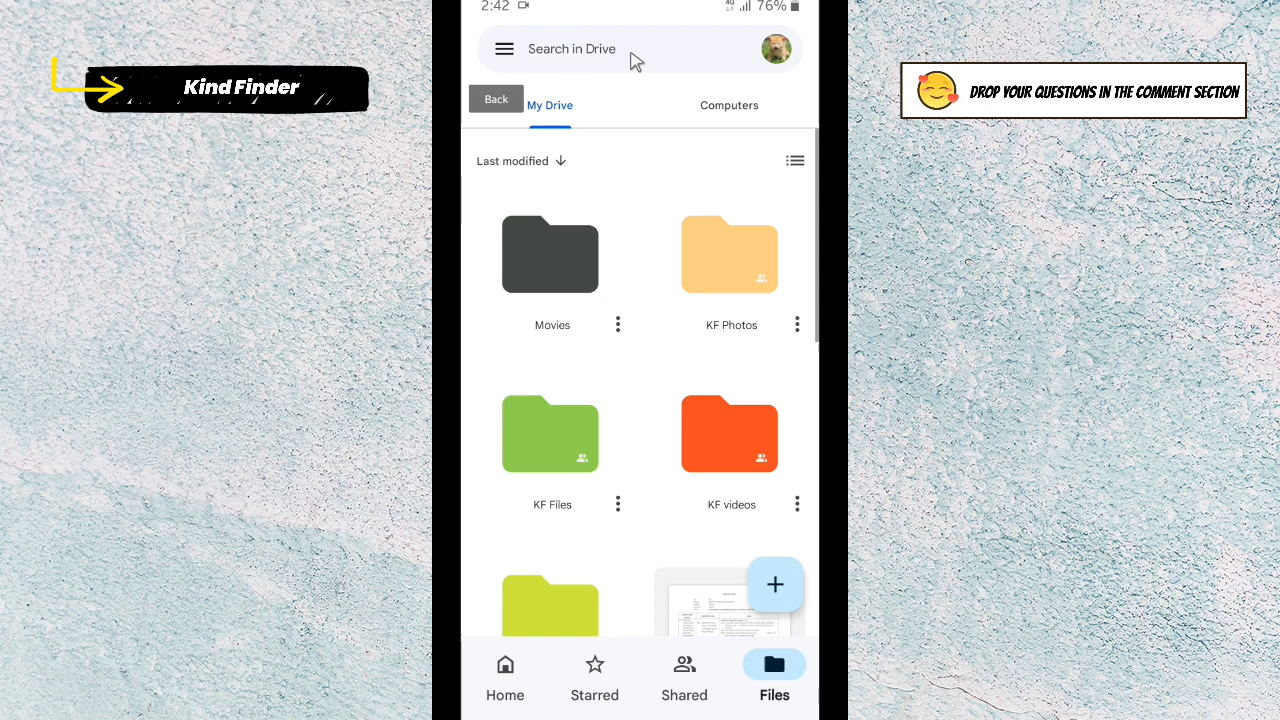 2:42
4G
76%
Kind Finder
DROP YOUR QUESTIONS IN THE COMMENT SECTION
Search in Drive
Back
My Drive
Computers
Last modified
Movies
KF Photos
KF Files
KF videos
Home
Starred
Shared
Files